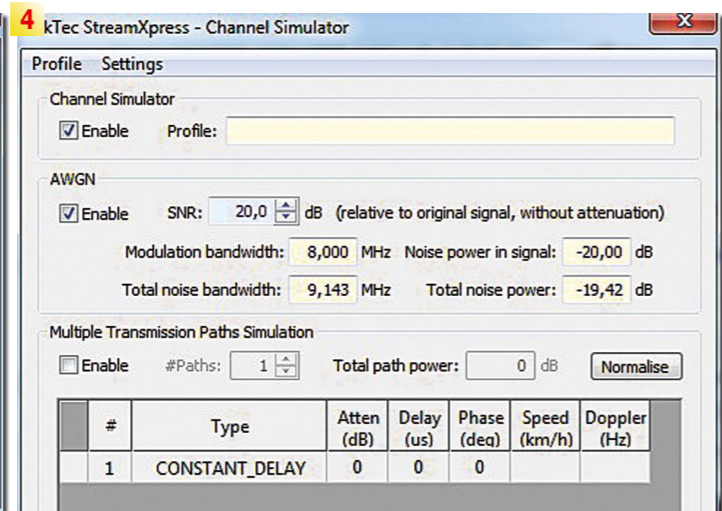 4
kTec StreamXpress - Channel Simulator
Profile Settings
Channel Simulator
Enable Profile:
AWGN
Enable SNR: 20,0 dB (relative to original signal, without attenuation)
Modulation bandwidth: 8,000 MHz Noise power in signal: -20,00 dB
Total noise bandwidth: 9,143 MHz Total noise power: -19,42 dB
Multiple Transmission Paths Simulation
Enable #Paths: 1 Total path power: 0 dB Normalise
# Type Atten (dB) Delay (us) Phase (deg) Speed (km/h) Doppler (Hz)
1 CONSTANT_DELAY 0 0 0